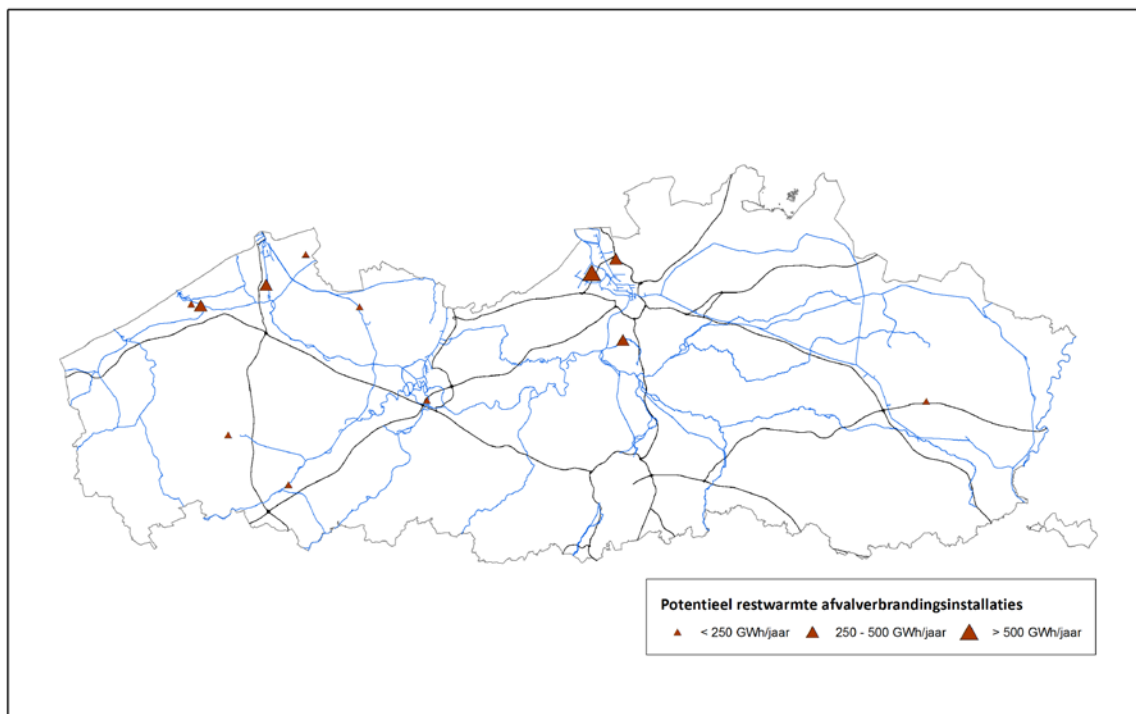 Potentieel restwarmte afvalverbrandingsinstallaties
< 250 GWh/jaar 250 - 500 GWh/jaar > 500 GWh/jaar